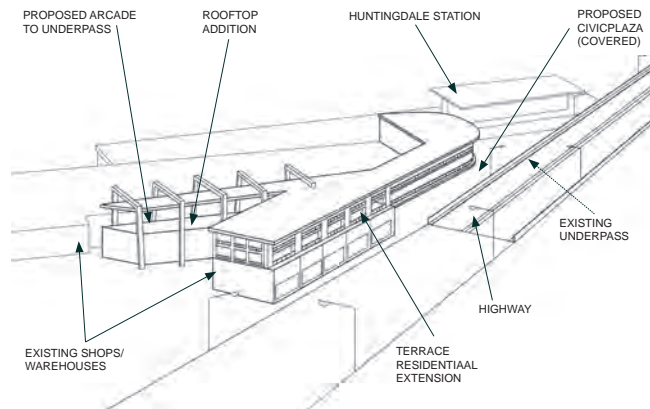 PROPOSED ARCADE
TO UNDERPASS
ROOFTOP
ADDITION
HUNTINGDALE STATION
PROPOSED
CIVICPLAZA
(COVERED)
EXISTING
UNDERPASS
HIGHWAY
TERRACE
RESIDENTIAAL
EXTENSION
EXISTING SHOPS/
WAREHOUSES